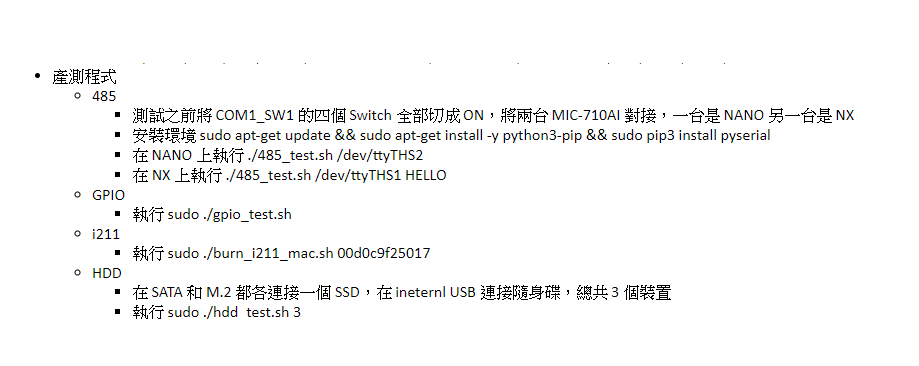 產測程式
485
測試之前將 COM1_SW1 的四個 Switch 全部切成 ON，將兩台 MIC-710AI 對接，一台是 NANO 另一台是 NX
安裝環境 sudo apt-get update && sudo apt-get install -y python3-pip && sudo pip3 install pyserial
在 NANO 上執行 ./485_test.sh /dev/ttyTHS2
在 NX 上執行 ./485_test.sh /dev/ttyTHS1 HELLO
GPIO
執行 sudo ./gpio_test.sh
i211
執行 sudo ./burn_i211_mac.sh 00d0c9f25017
HDD
在 SATA 和 M.2 都各連接一個 SSD，在 ineternl USB 連接隨身碟，總共 3 個裝置
執行 sudo ./hdd_test.sh 3